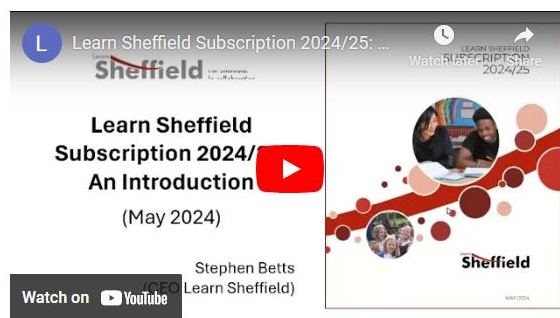 L
Learn Sheffield Subscription 2024/25: ...
Watch later
Share
Learn
Sheffield
Learn Sheffield
Subscription 2024/2
An Introduction
(May 2024)
Stephen Betts
(CEO Learn Sheffield)
LEARN SHEFFIELD
SUBSCRIPTION
2024/25
Sheffield
MAY 2024
Watch on YouTube